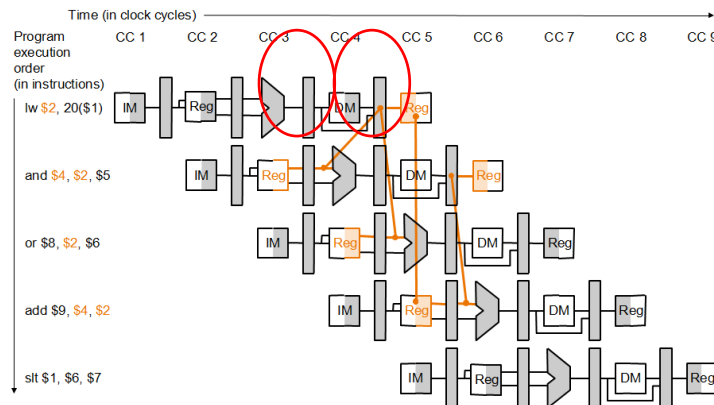 Time (in clock cycles)
Program
execution
order
(in instructions)
CC 1 CC 2 CC 3 CC 4 CC 5 CC 6 CC 7 CC 8 CC 9
lw $2, 20($1)
IM Reg DM Reg
and $4, $2, $5
IM Reg DM Reg
or $8, $2, $6
IM Reg DM Reg
add $9, $4, $2
IM Reg DM Reg
slt $1, $6, $7
IM Reg DM Reg